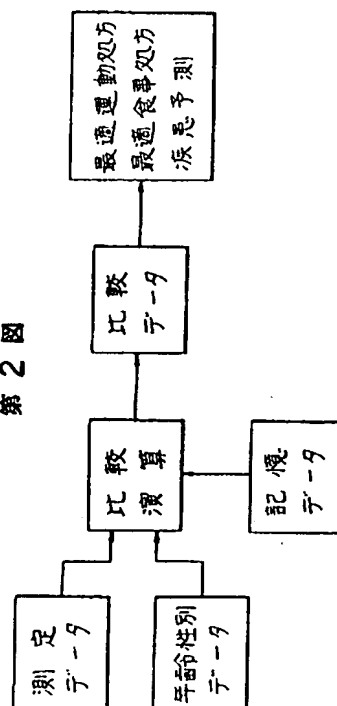 第2図
測定
データ
年齢性別
データ
比較
演算
記憶
データ
比較
データ
最適運動処方
最適食事処方
疾患予測